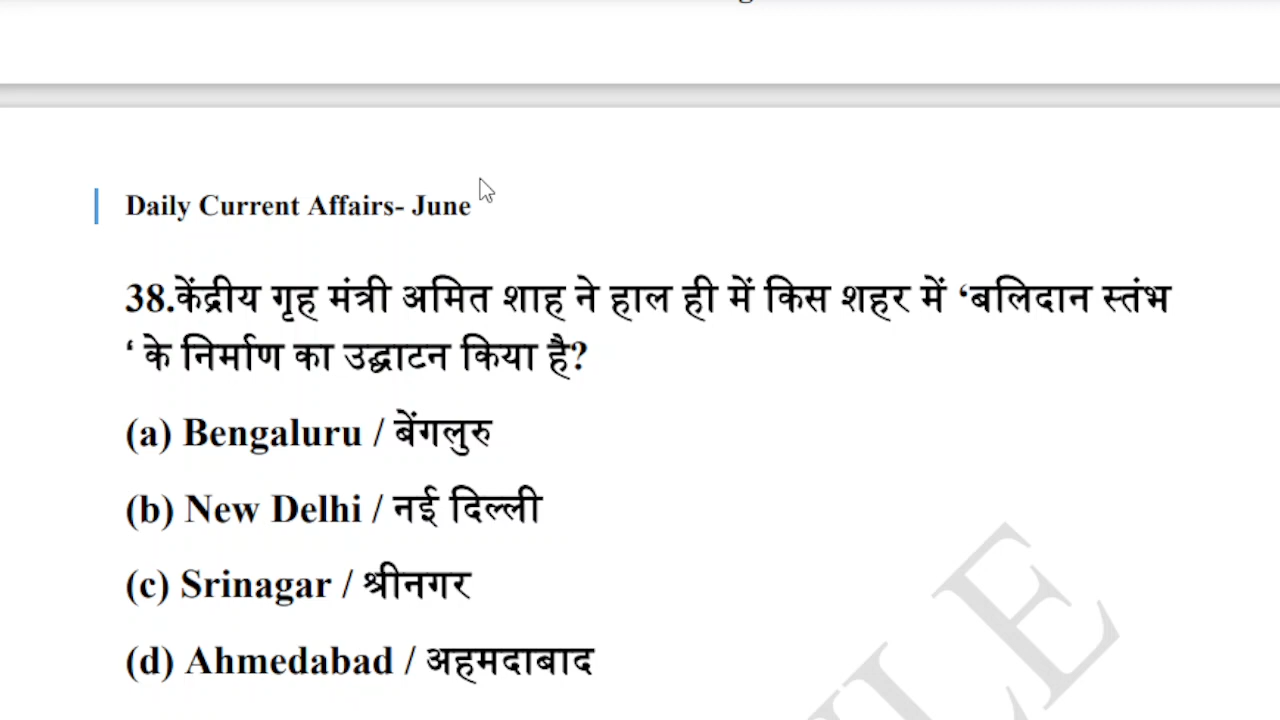 Daily Current Affairs- June
38.केंद्रीय गृह मंत्री अमित शाह ने हाल ही में किस शहर में ‘बलिदान स्तंभ
‘ के निर्माण का उद्घाटन किया है?
(a) Bengaluru / बेंगलुरु
(b) New Delhi / नई दिल्ली
(c) Srinagar / श्रीनगर
(d) Ahmedabad / अहमदाबाद